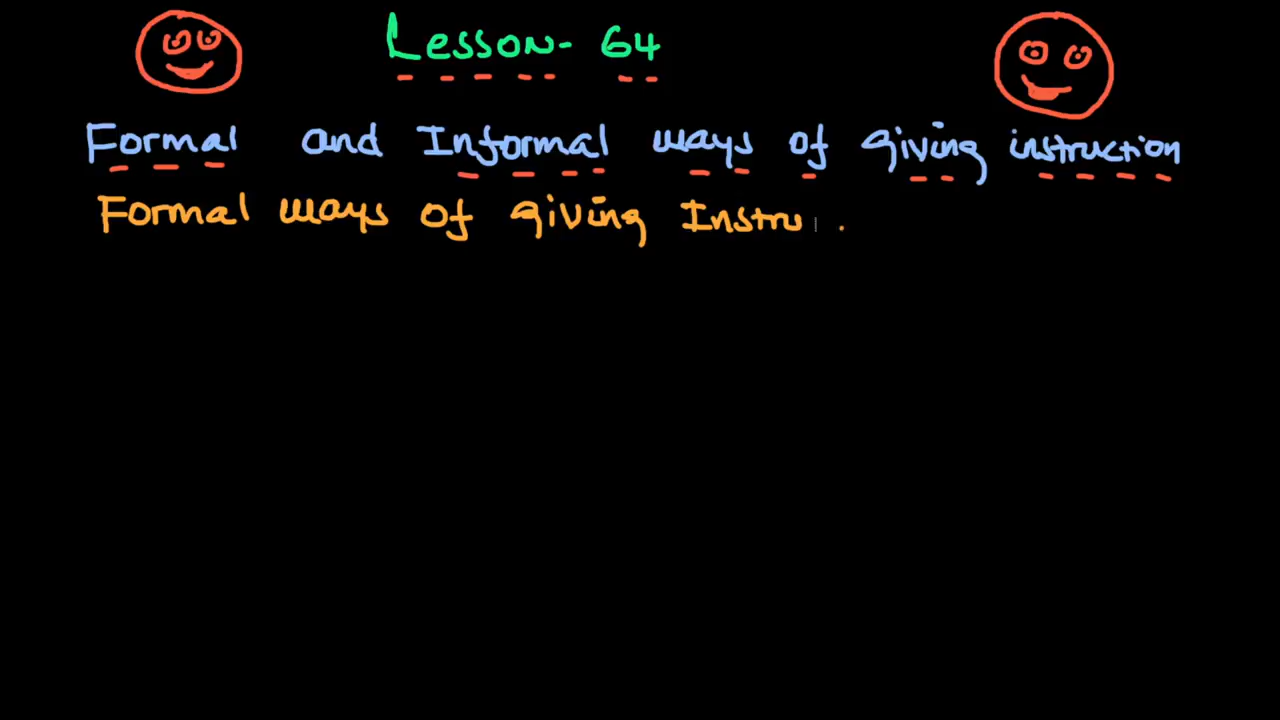 Lesson- 64
Formal and Informal ways of giving instruction
Formal ways of giving Instru